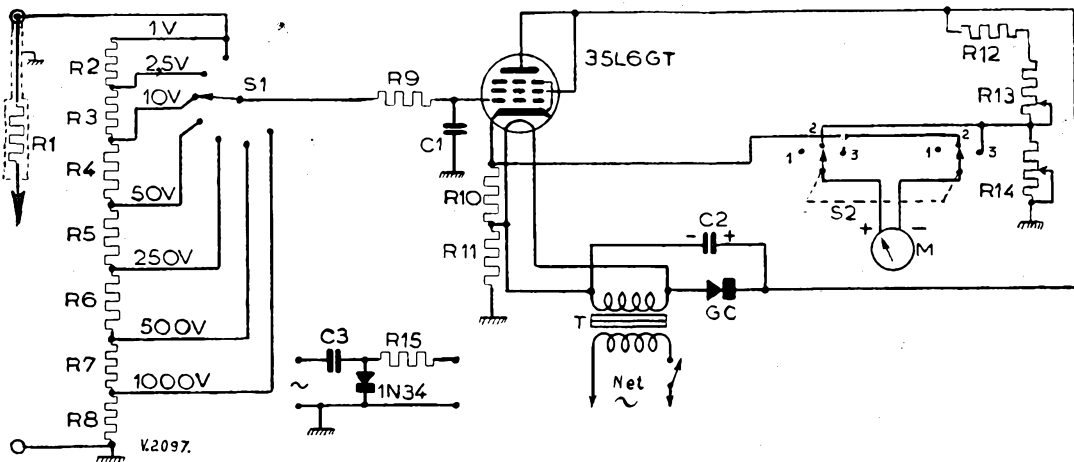 1V
R2
2,5V
R3
10V
S1
R1
R4
50V
R5
250V
R6
500V
R7
1000V
R8
V.2097.
C3
R15
~
1N34
R9
C1
35L6GT
R10
R11
C2
- +
T
GC
Net
~
R12
R13
R14
1 2 3
1 2 3
S2
+ -
M